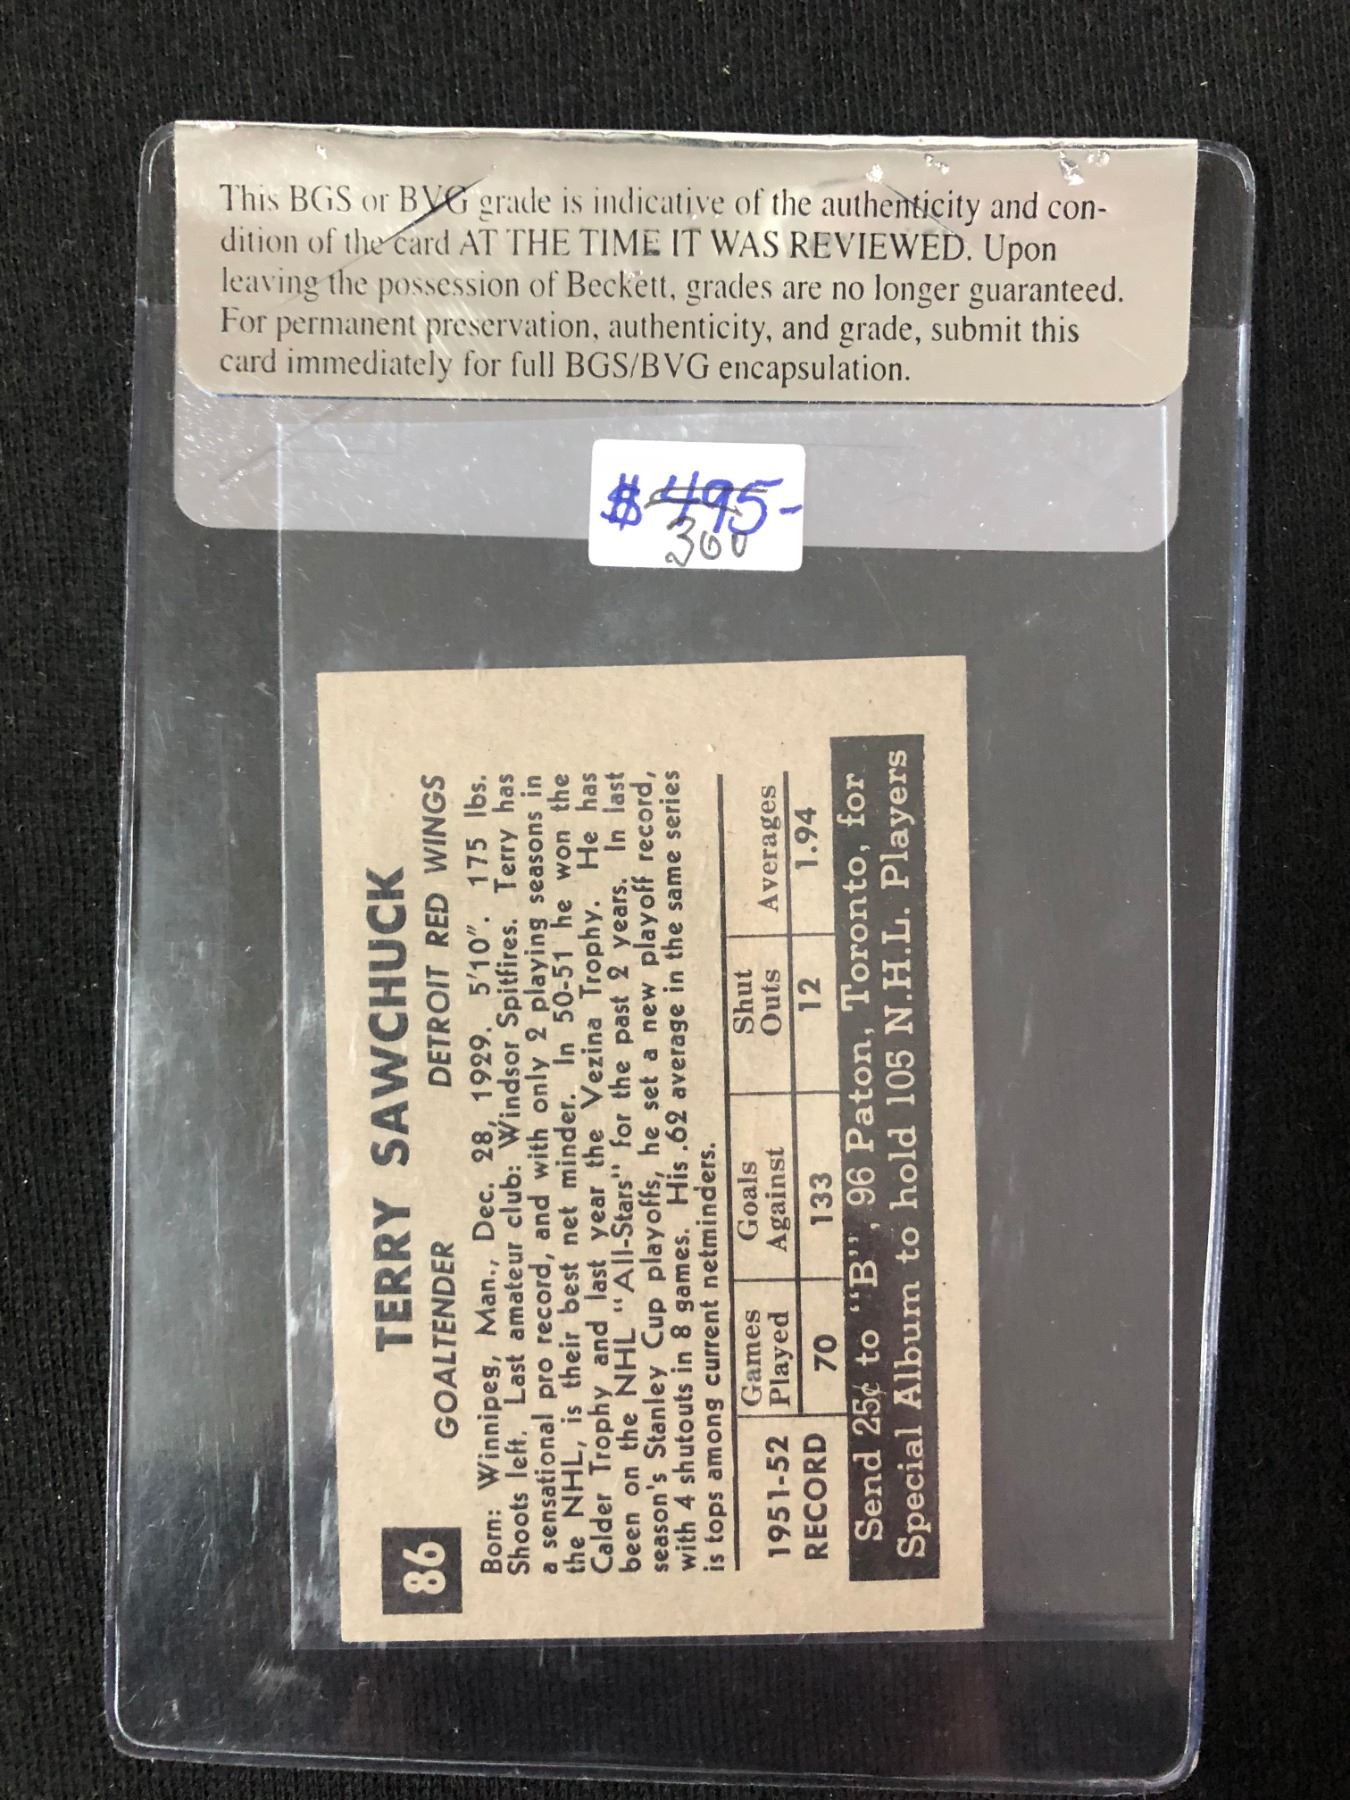 This BGS or BVG grade is indicative of the authenticity and con-
dition of the card AT THE TIME IT WAS REVIEWED. Upon
leaving the possession of Beckett, grades are no longer guaranteed.
For permanent preservation, authenticity, and grade, submit this
card immediately for full BGS/BVG encapsulation.
$ 495-
360
86
TERRY SAWCHUCK
GOALTENDER DETROIT RED WINGS
Born: Winnipeg, Man., Dec. 28, 1929. 5'10". 175 lbs.
Shoots left. Last amateur club: Windsor Spitfires. Terry has
a sensational pro record, and with only 2 playing seasons in
the NHL, is their best net minder. In 50-51 he won the
Calder Trophy and last year the Vezina Trophy. He has
been on the NHL "All-Stars" for the past 2 years. In last
season's Stanley Cup playoffs, he set a new playoff record,
with 4 shutouts in 8 games. His .62 average in the same series
is tops among current netminders.
1951-52 RECORD
Games Played Goals Against Shut Outs Averages
70 133 12 1.94
Send 25¢ to "B", 96 Paton, Toronto, for
Special Album to hold 105 N.H.L. Players